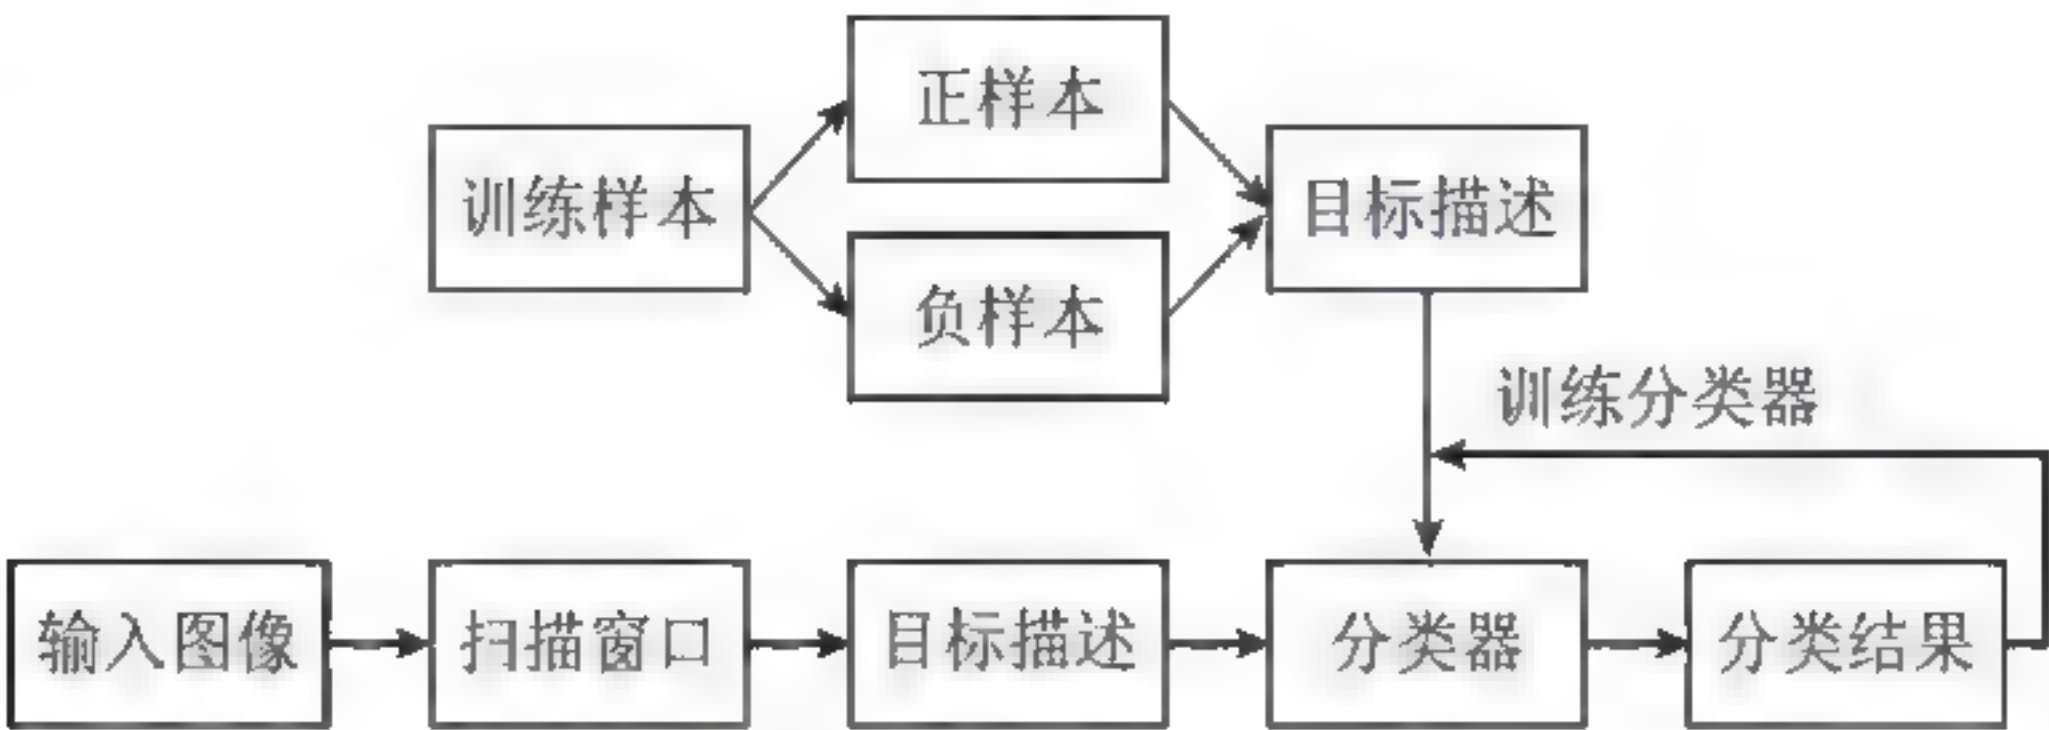 正样本
训练样本
目标描述
负样本
训练分类器
输入图像
扫描窗口
目标描述
分类器
分类结果